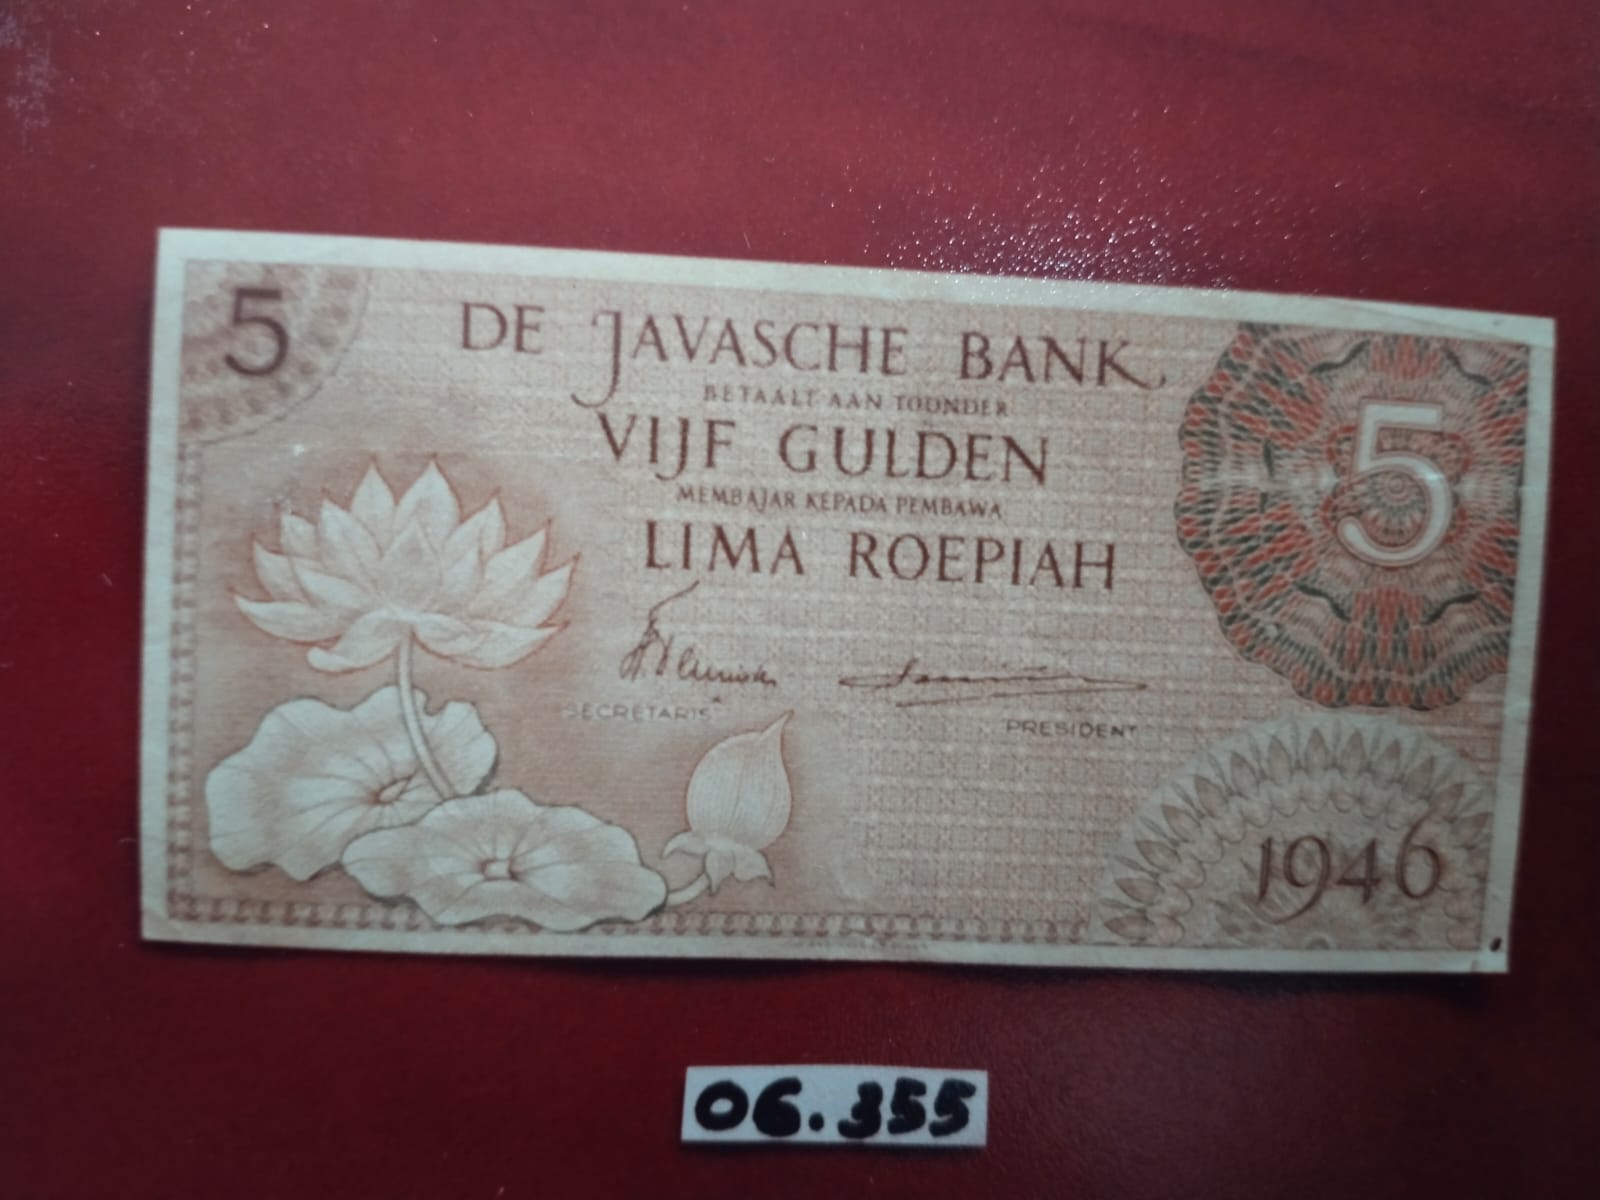 5
DE JAVASCHE BANK
BETAALT AAN TOONDER
VIJF GULDEN
MEMBAJAR KEPADA PEMBAWA
LIMA ROEPIAH
5
SECRETARIS
PRESIDENT
1946
06.355